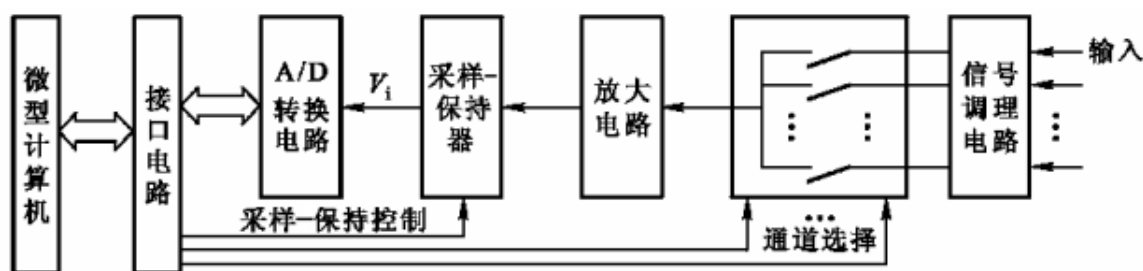 微型计算机
接口电路
A/D
转换
电路
V_i
采样-
保持
器
放大
电路
信号
调理
电路
输入
采样-保持控制
通道选择